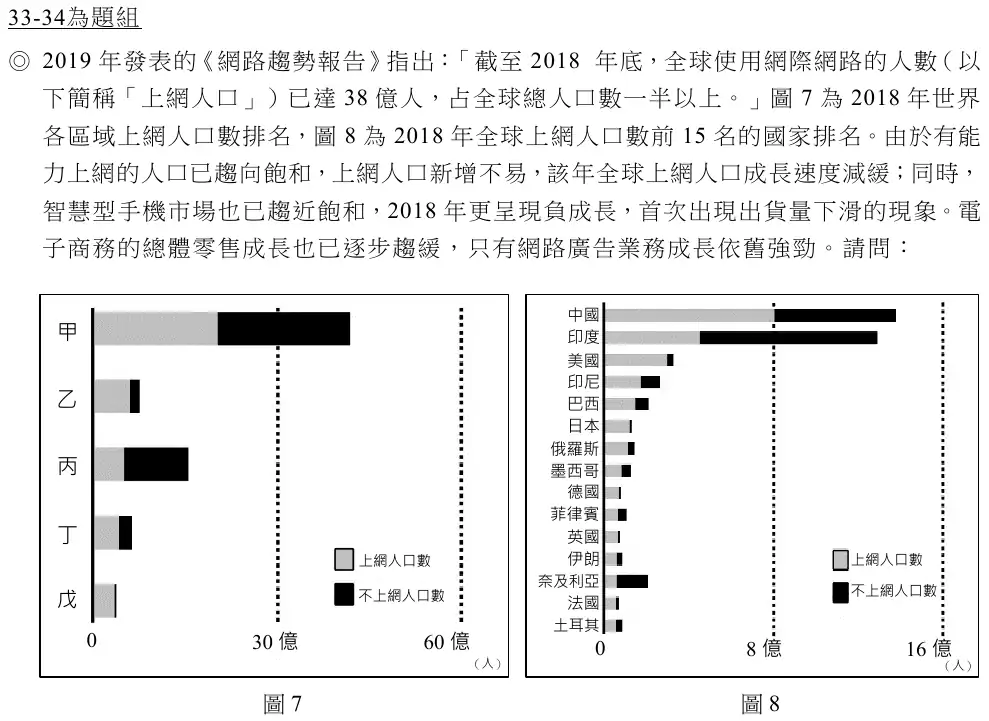 33-34為題組
◎ 2019 年發表的《網路趨勢報告》指出：「截至 2018 年底，全球使用網際網路的人數（以
下簡稱「上網人口」）已達 38 億人，占全球總人口數一半以上。」圖 7 為 2018 年世界
各區域上網人口數排名，圖 8 為 2018 年全球上網人口數前 15 名的國家排名。由於有能
力上網的人口已趨向飽和，上網人口新增不易，該年全球上網人口成長速度減緩；同時，
智慧型手機市場也已趨近飽和，2018 年更呈現負成長，首次出現出貨量下滑的現象。電
子商務的總體零售成長也已逐步趨緩，只有網路廣告業務成長依舊強勁。請問：
甲
乙
丙
丁
戊
上網人口數
不上網人口數
0 30 億 60 億
（人）
圖 7
中國
印度
美國
印尼
巴西
日本
俄羅斯
墨西哥
德國
菲律賓
英國
伊朗
奈及利亞
法國
土耳其
上網人口數
不上網人口數
0 8 億 16 億
（人）
圖 8